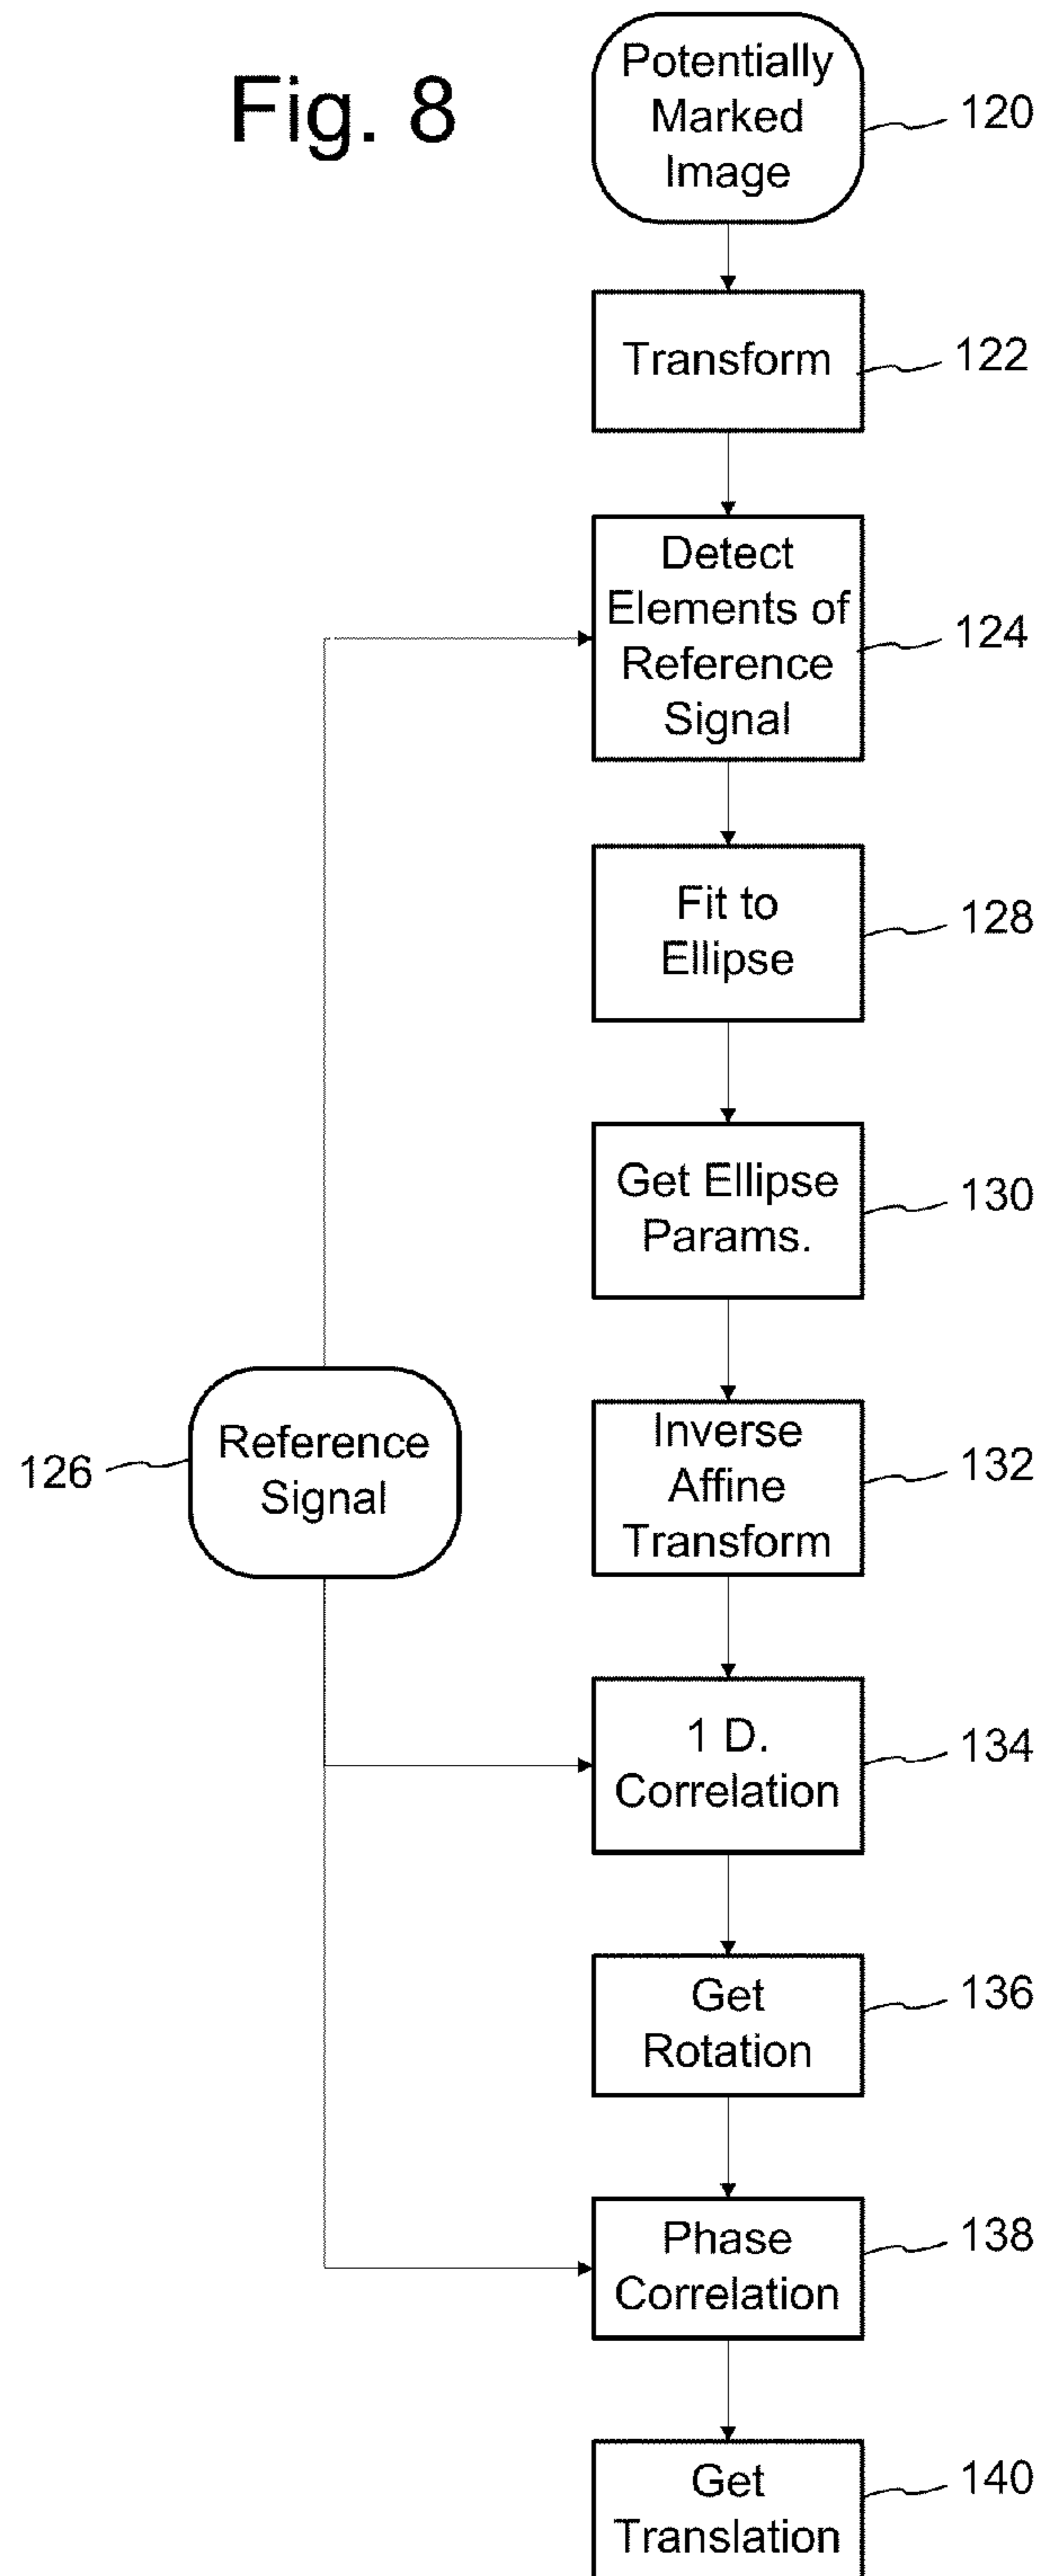 Fig. 8
Potentially
Marked
Image
120
Transform
122
Detect
Elements of
Reference
Signal
124
Fit to
Ellipse
128
Get Ellipse
Params.
130
Reference
Signal
126
Inverse
Affine
Transform
132
1 D.
Correlation
134
Get
Rotation
136
Phase
Correlation
138
Get
Translation
140